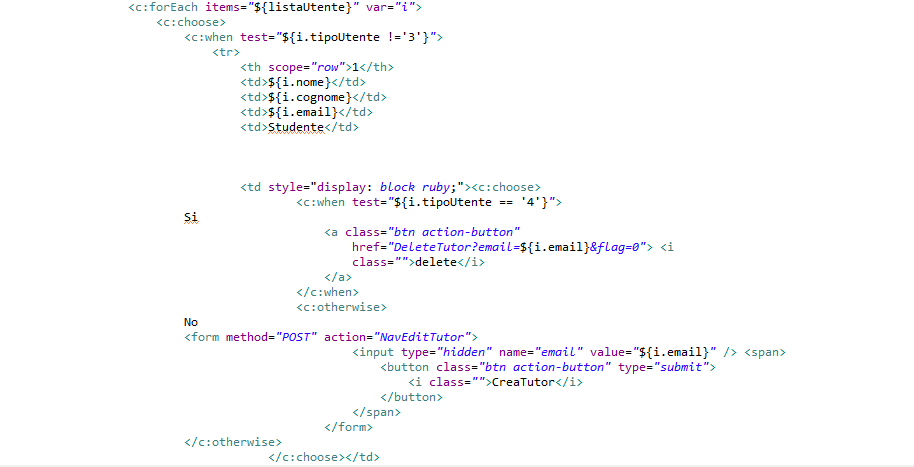 <c:forEach items="${listaUtente}" var="i">
<c:choose>
<c:when test="${i.tipoUtente !='3'}">
<tr>
<th scope="row">1</th>
<td>${i.nome}</td>
<td>${i.cognome}</td>
<td>${i.email}</td>
<td>Studente</td>
<td style="display: block ruby;"><c:choose>
<c:when test="${i.tipoUtente == '4'}">
Si
<a class="btn action-button"
href="DeleteTutor?email=${i.email}&flag=0"> <i
class="">delete</i>
</a>
</c:when>
<c:otherwise>
No
<form method="POST" action="NavEditTutor">
<input type="hidden" name="email" value="${i.email}" /> <span>
<button class="btn action-button" type="submit">
<i class="">CreaTutor</i>
</button>
</span>
</form>
</c:otherwise>
</c:choose></td>